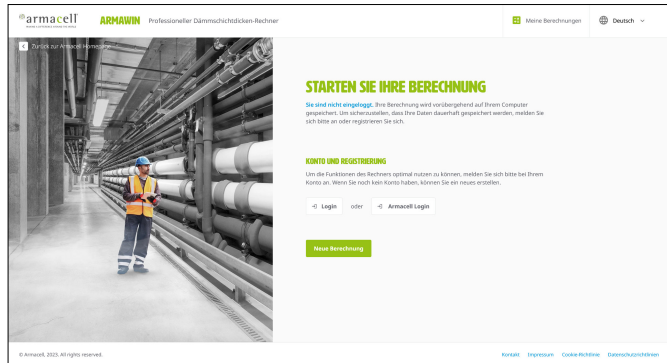 armacell
ARMAWIN Professioneller Dämmschichtdicken-Rechner
Meine Berechnungen
Deutsch
Zurück zur Armacell Homepage
STARTEN SIE IHRE BERECHNUNG
Sie sind nicht eingeloggt. Ihre Berechnung wird vorübergehend auf Ihrem Computer
gespeichert. Um sicherzustellen, dass Ihre Daten dauerhaft gespeichert werden, melden Sie
sich bitte an oder registrieren Sie sich.
KONTO UND REGISTRIERUNG
Um die Funktionen des Rechners optimal nutzen zu können, melden Sie sich bitte bei Ihrem
Konto an. Wenn Sie noch kein Konto haben, können Sie ein neues erstellen.
Login oder Armacell Login
Neue Berechnung
© Armacell, 2023. All rights reserved.
Kontakt Impressum Cookie-Richtlinie Datenschutzrichtlinien